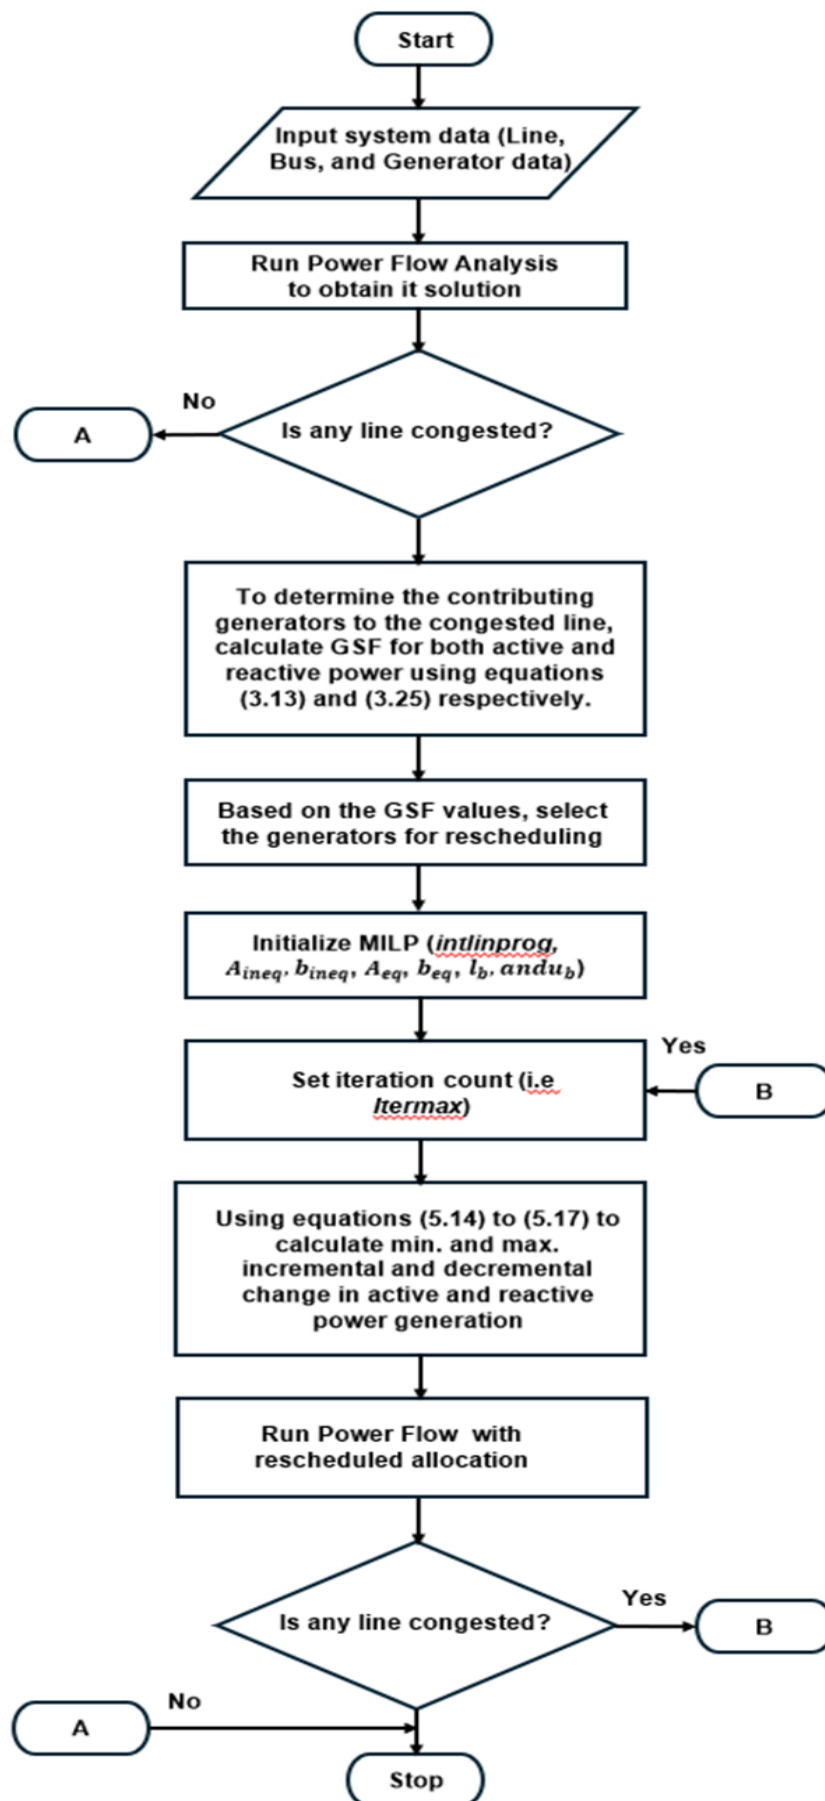 Start
Input system data (Line,
Bus, and Generator data)
Run Power Flow Analysis
to obtain it solution
No
Is any line congested?
A
To determine the contributing
generators to the congested line,
calculate GSF for both active and
reactive power using equations
(3.13) and (3.25) respectively.
Based on the GSF values, select
the generators for rescheduling
Initialize MILP (intlinprog,
A_ineq, b_ineq, A_eq, b_eq, l_b, andu_b)
Yes
Set iteration count (i.e
Itermax)
B
Using equations (5.14) to (5.17) to
calculate min. and max.
incremental and decremental
change in active and reactive
power generation
Run Power Flow with
rescheduled allocation
Is any line congested?
Yes
B
No
A
Stop